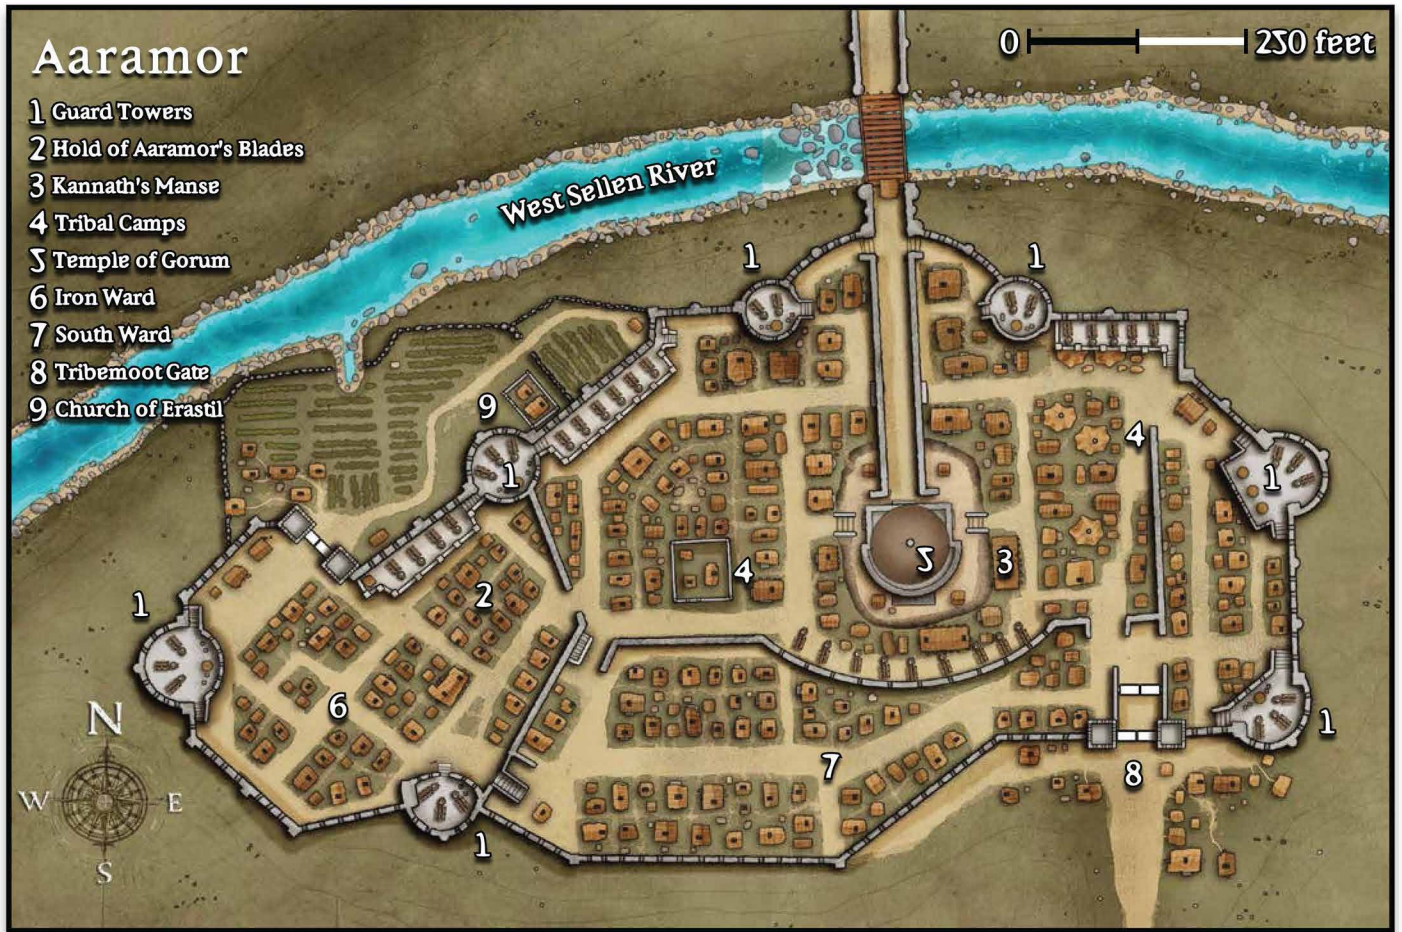 Aaramor
0 250 feet
1 Guard Towers
2 Hold of Aaramor's Blades
3 Kannath's Manse
4 Tribal Camps
5 Temple of Gorum
6 Iron Ward
7 South Ward
8 Tribemoot Gate
9 Church of Erastil
West Sellen River
1
1
9
4
1
1
5
3
4
2
1
6
N
W E
S
7
8
1
1